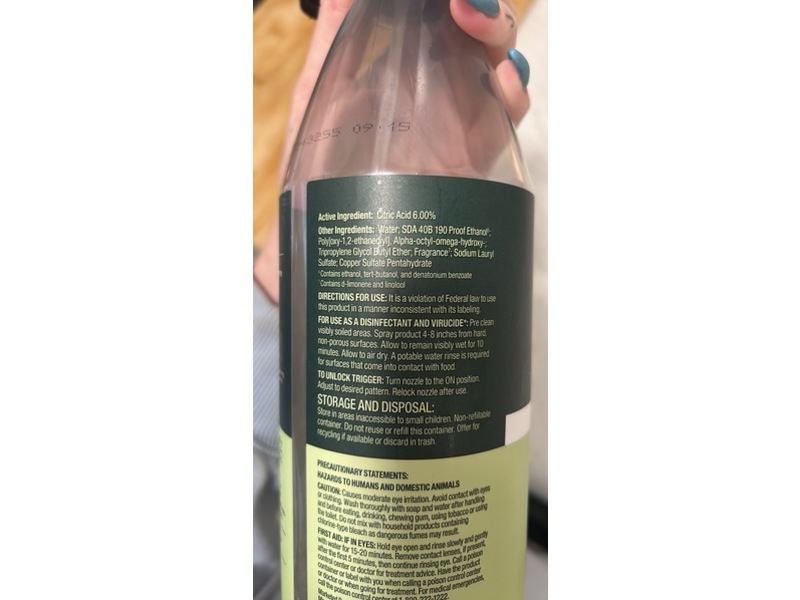 3255 09:15
Active Ingredient: Citric Acid 6.00%
Other Ingredients: Water; SDA 40B 190 Proof Ethanol¹;
Poly[oxy-1,2-ethanediyl], Alpha-octyl-omega-hydroxy-;
Tripropylene Glycol Butyl Ether; Fragrance²; Sodium Lauryl
Sulfate; Copper Sulfate Pentahydrate
¹Contains ethanol, tert-butanol, and denatonium benzoate
²Contains d-limonene and linolool
DIRECTIONS FOR USE: It is a violation of Federal law to use
this product in a manner inconsistent with its labeling.
FOR USE AS A DISINFECTANT AND VIRUCIDE*: Pre clean
visibly soiled areas. Spray product 4-8 inches from hard,
non-porous surfaces. Allow to remain visibly wet for 10
minutes. Allow to air dry. A potable water rinse is required
for surfaces that come into contact with food.
TO UNLOCK TRIGGER: Turn nozzle to the ON position.
Adjust to desired pattern. Relock nozzle after use.
STORAGE AND DISPOSAL:
Store in areas inaccessible to small children. Non-refillable
container. Do not reuse or refill this container. Offer for
recycling if available or discard in trash.
PRECAUTIONARY STATEMENTS:
HAZARDS TO HUMANS AND DOMESTIC ANIMALS
CAUTION: Causes moderate eye irritation. Avoid contact with eyes
or clothing. Wash thoroughly with soap and water after handling
and before eating, drinking, chewing gum, using tobacco or using
the toilet. Do not mix with household products containing
chlorine-type bleach as dangerous fumes may result.
FIRST AID: IF IN EYES: Hold eye open and rinse slowly and gently
with water for 15-20 minutes. Remove contact lenses, if present,
after the first 5 minutes, then continue rinsing eye. Call a poison
control center or doctor for treatment advice. Have the product
container or label with you when calling a poison control center
or doctor or when going for treatment. For medical emergencies,
call the poison control center at 1-800-222-1222.